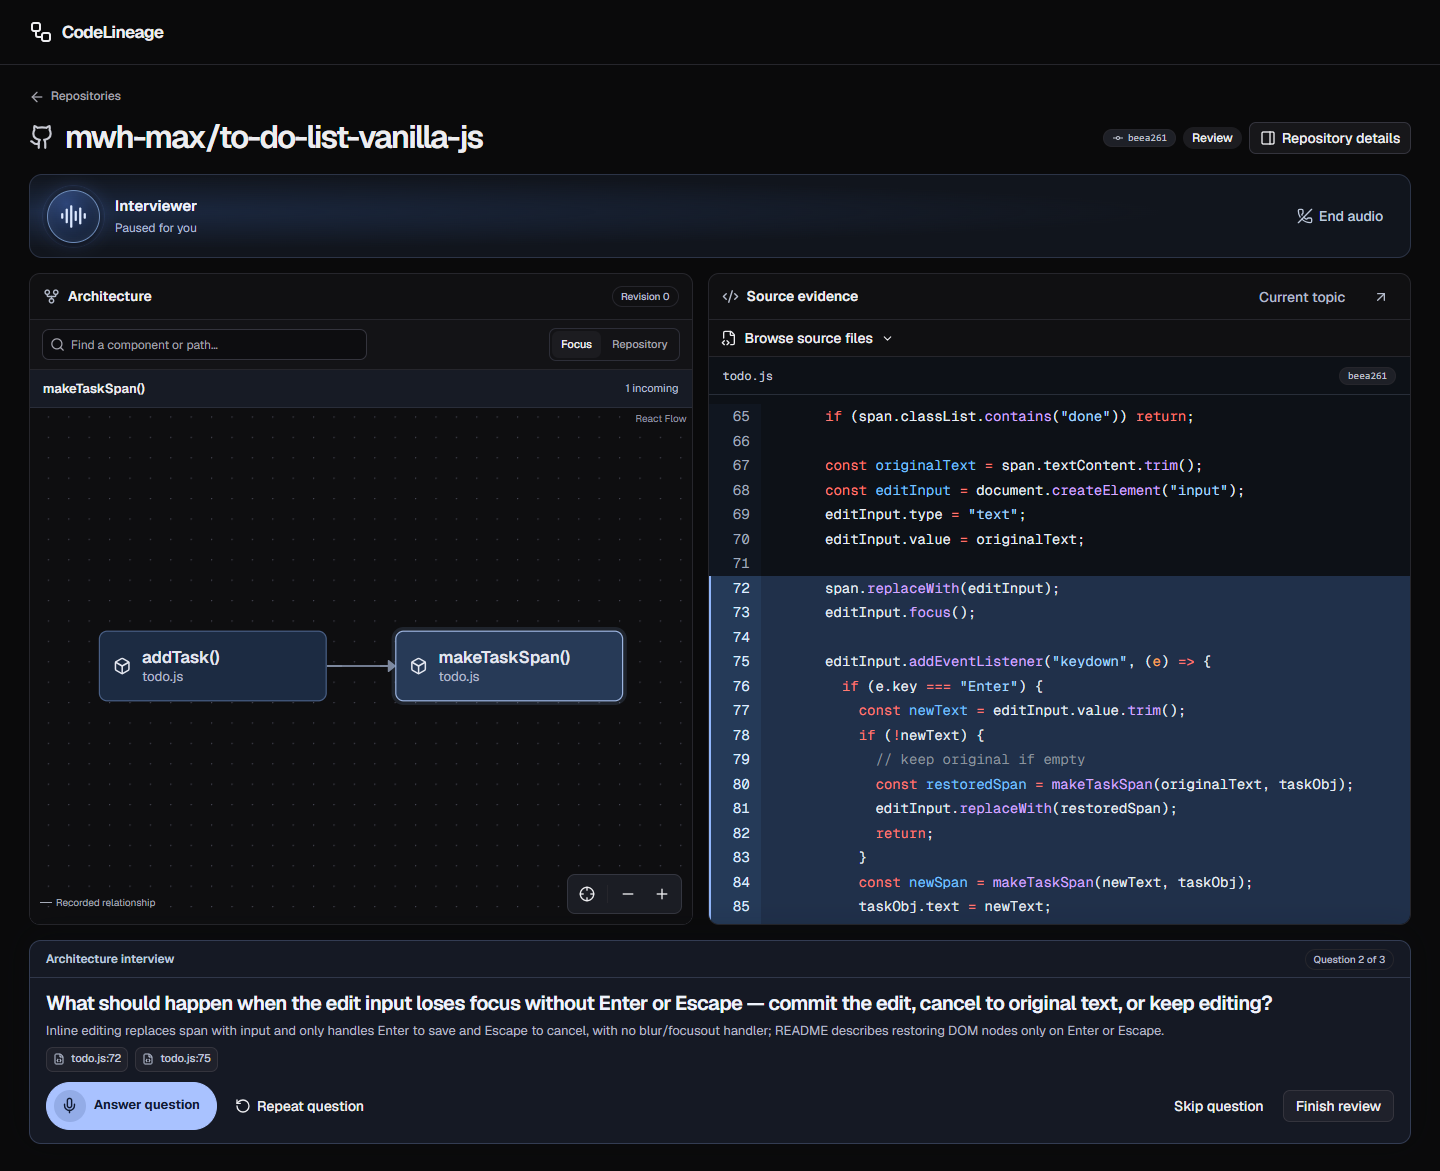 CodeLineage
Repositories
mwh-max/to-do-list-vanilla-js
beea261
Review
Repository details
Interviewer
Paused for you
End audio
Architecture
Revision 0
Find a component or path...
Focus
Repository
makeTaskSpan()
1 incoming
React Flow
addTask()
todo.js
makeTaskSpan()
todo.js
Recorded relationship
Source evidence
Current topic
Browse source files
todo.js
beea261
65 if (span.classList.contains("done")) return;
66
67 const originalText = span.textContent.trim();
68 const editInput = document.createElement("input");
69 editInput.type = "text";
70 editInput.value = originalText;
71
72 span.replaceWith(editInput);
73 editInput.focus();
74
75 editInput.addEventListener("keydown", (e) => {
76 if (e.key === "Enter") {
77 const newText = editInput.value.trim();
78 if (!newText) {
79 // keep original if empty
80 const restoredSpan = makeTaskSpan(originalText, taskObj);
81 editInput.replaceWith(restoredSpan);
82 return;
83 }
84 const newSpan = makeTaskSpan(newText, taskObj);
85 taskObj.text = newText;
Architecture interview
Question 2 of 3
What should happen when the edit input loses focus without Enter or Escape — commit the edit, cancel to original text, or keep editing?
Inline editing replaces span with input and only handles Enter to save and Escape to cancel, with no blur/focusout handler; README describes restoring DOM nodes only on Enter or Escape.
todo.js:72
todo.js:75
Answer question
Repeat question
Skip question
Finish review